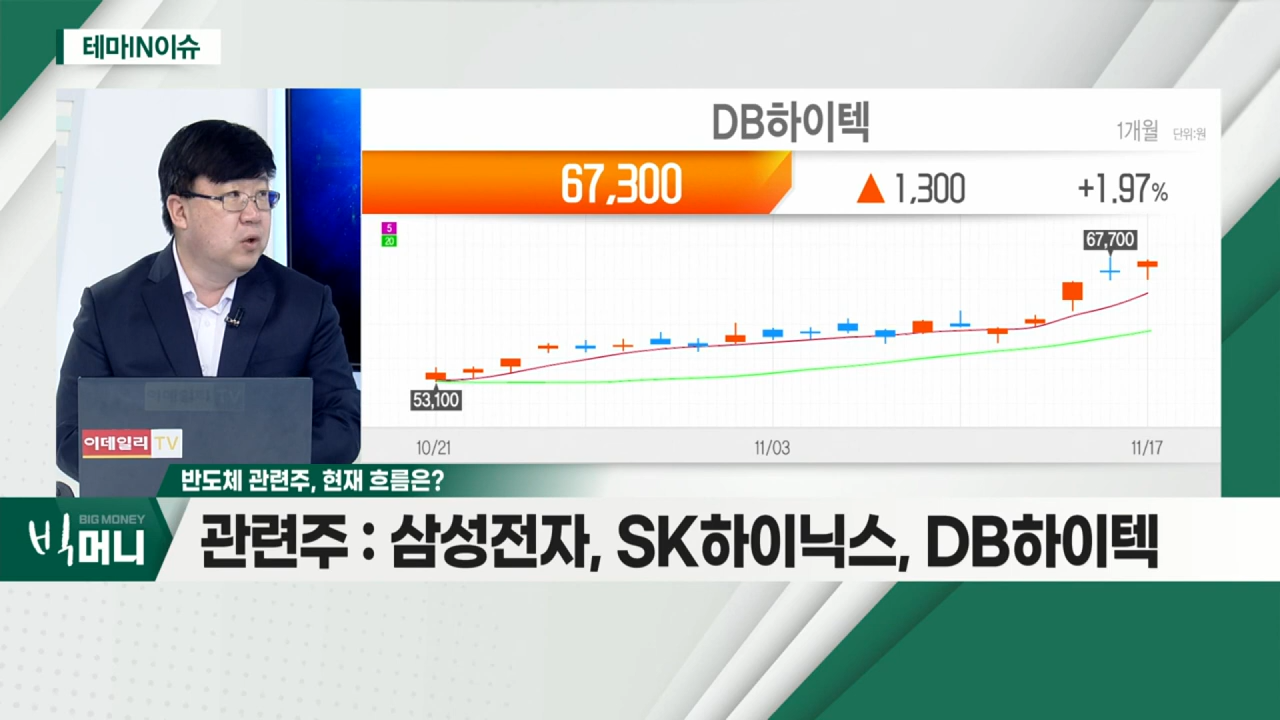 테마IN이슈
DB하이텍
1개월 단위:원
67,300 ▲ 1,300 +1.97%
5
20
67,700
53,100
10/21 11/03 11/17
이데일리TV
반도체 관련주, 현재 흐름은?
BIG MONEY
빅머니
관련주 : 삼성전자, SK하이닉스, DB하이텍